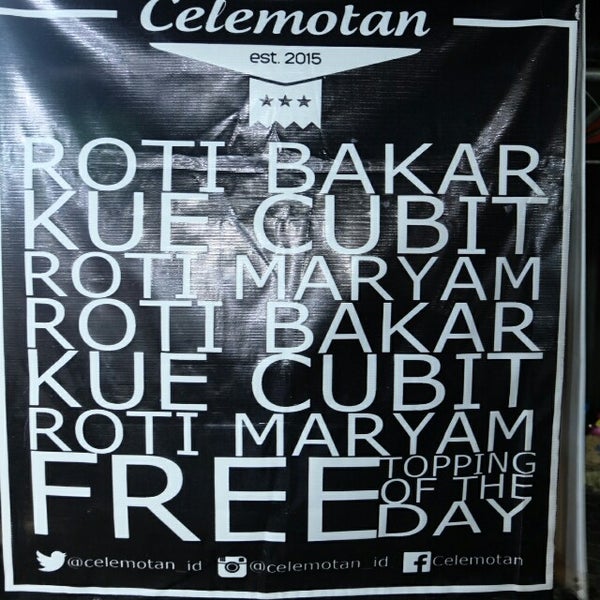 Celemotan
est. 2015
ROTI BAKAR
KUE CUBIT
ROTI MARYAM
ROTI BAKAR
KUE CUBIT
ROTI MARYAM
FREE TOPPING OF THE DAY
@celemotan_id @celemotan_id Celemotan